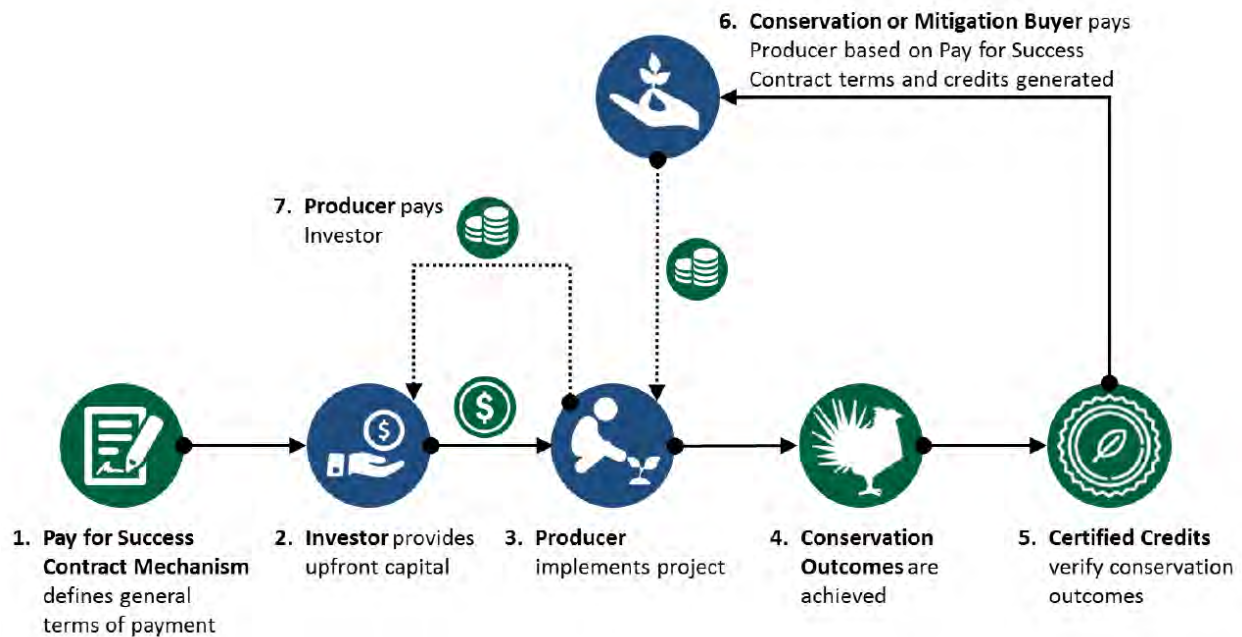 6. Conservation or Mitigation Buyer pays
Producer based on Pay for Success
Contract terms and credits generated
7. Producer pays
Investor
$
$
1. Pay for Success
Contract Mechanism
defines general
terms of payment
2. Investor provides
upfront capital
3. Producer
implements project
4. Conservation
Outcomes are
achieved
5. Certified Credits
verify conservation
outcomes